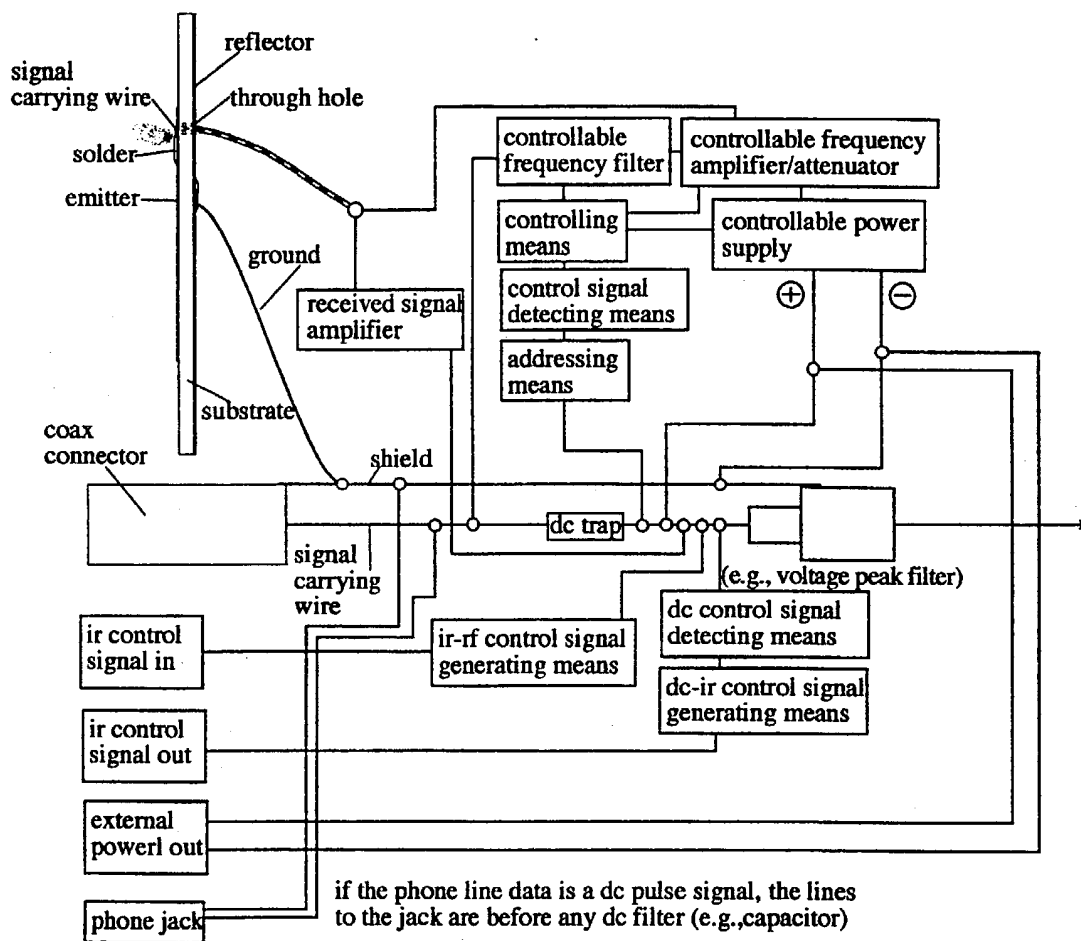 reflector
signal
carrying wire
through hole
solder
emitter
ground
substrate
received signal
amplifier
controllable
frequency filter
controllable frequency
amplifier/attenuator
controlling
means
controllable power
supply
control signal
detecting means
addressing
means
+
−
coax
connector
shield
dc trap
signal
carrying
wire
(e.g., voltage peak filter)
ir control
signal in
ir-rf control signal
generating means
dc control signal
detecting means
dc-ir control signal
generating means
ir control
signal out
external
powerl out
phone jack
if the phone line data is a dc pulse signal, the lines
to the jack are before any dc filter (e.g.,capacitor)